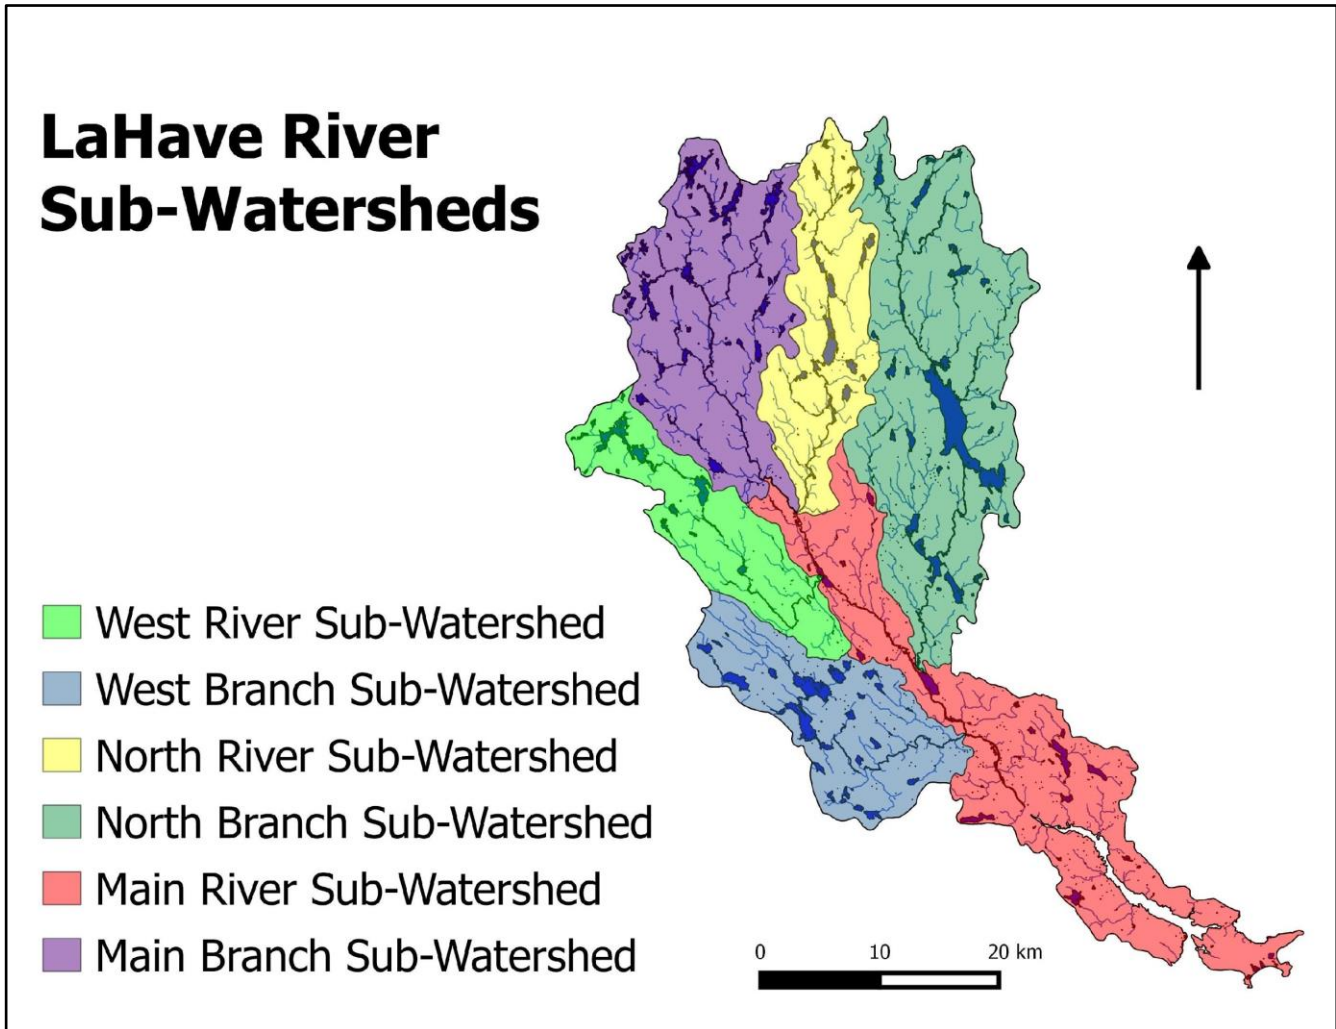 LaHave River
Sub-Watersheds
West River Sub-Watershed
West Branch Sub-Watershed
North River Sub-Watershed
North Branch Sub-Watershed
Main River Sub-Watershed
Main Branch Sub-Watershed
0 10 20 km